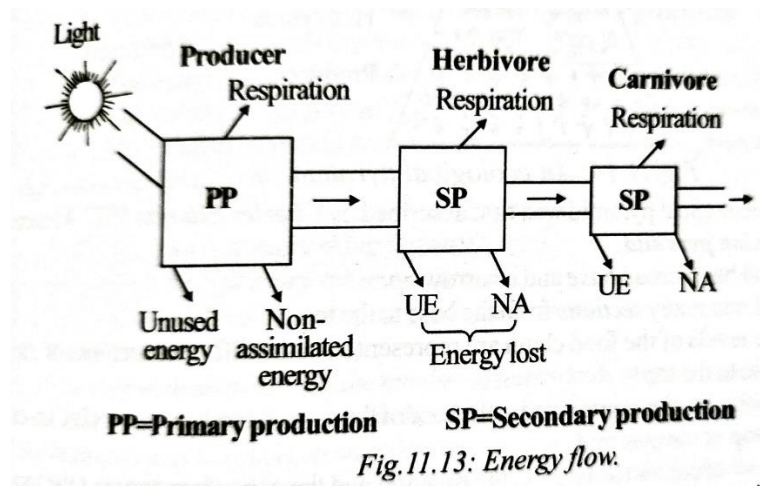 Light
Producer
Respiration
Herbivore
Respiration
Carnivore
Respiration
PP
SP
SP
Unused
energy
Non-
assimilated
energy
UE
NA
Energy lost
UE
NA
PP=Primary production
SP=Secondary production
Fig.11.13: Energy flow.